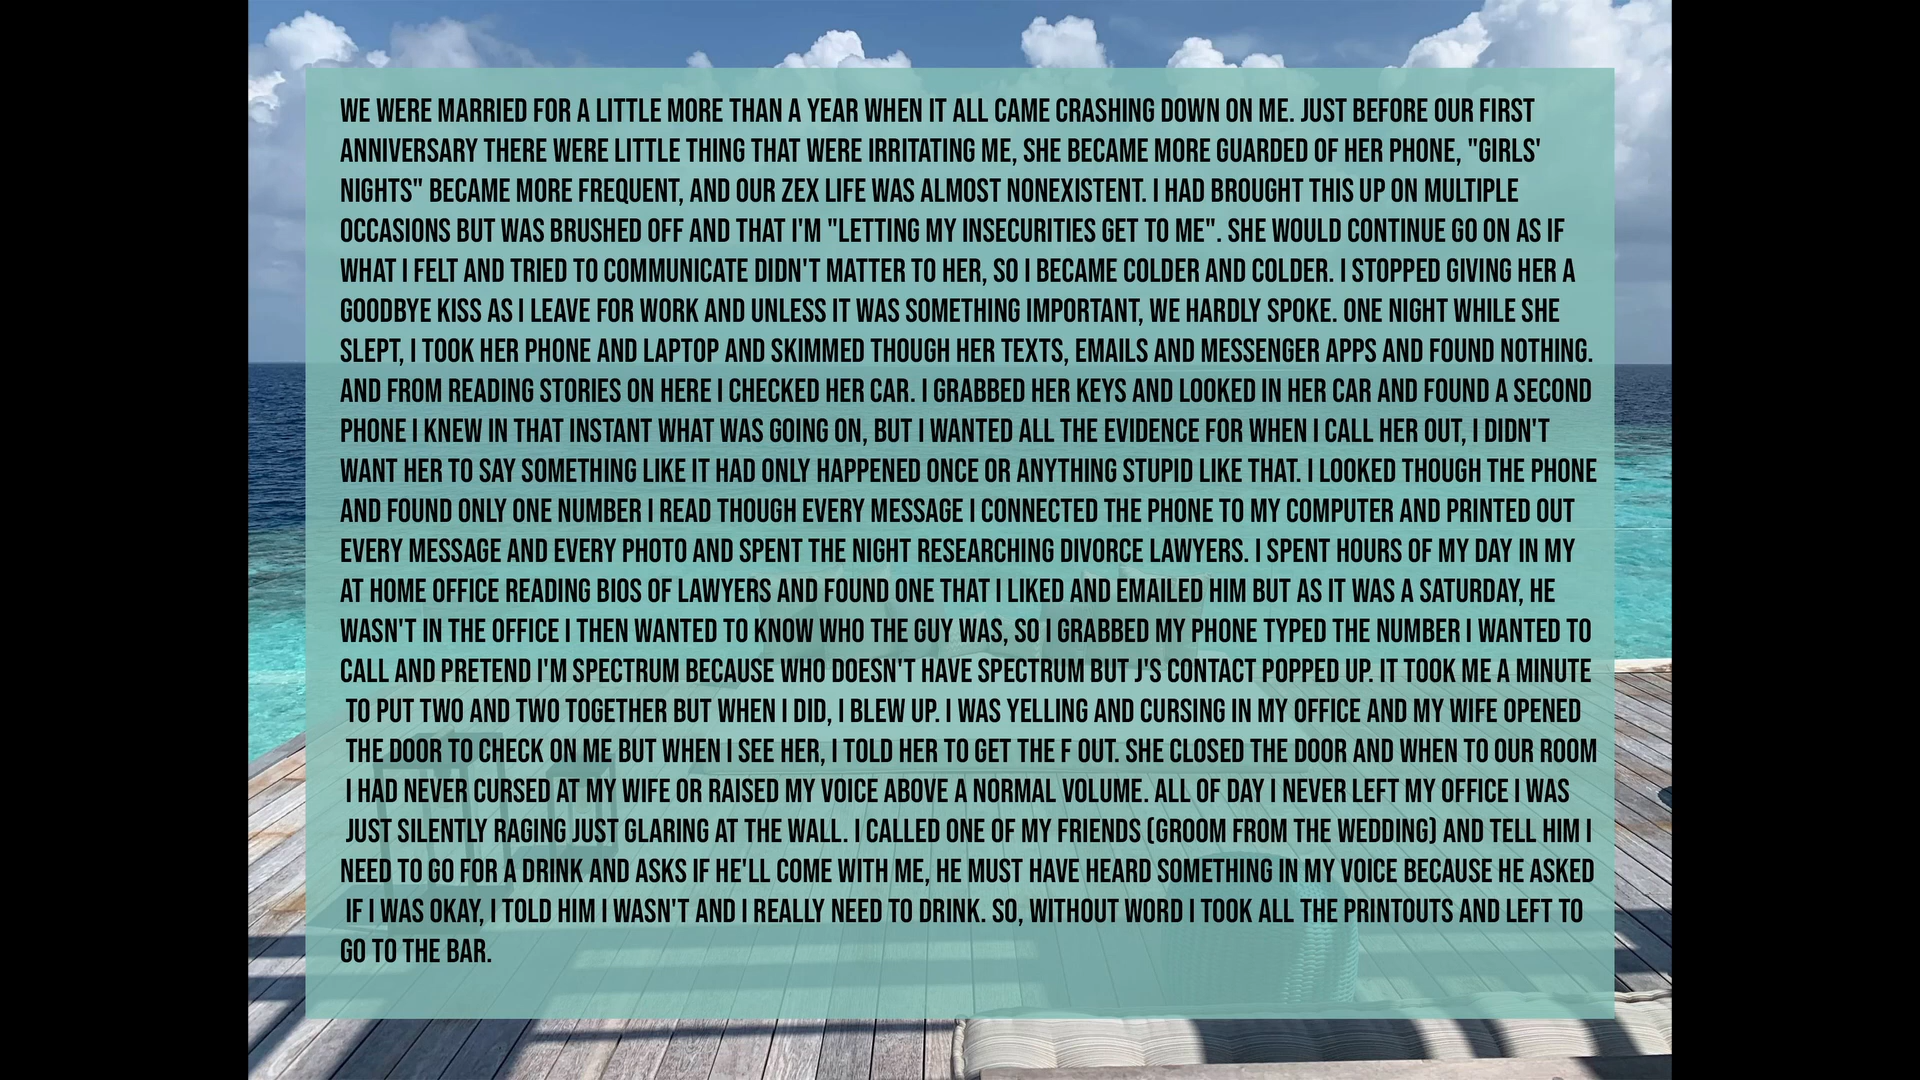 WE WERE MARRIED FOR A LITTLE MORE THAN A YEAR WHEN IT ALL CAME CRASHING DOWN ON ME. JUST BEFORE OUR FIRST
ANNIVERSARY THERE WERE LITTLE THING THAT WERE IRRITATING ME, SHE BECAME MORE GUARDED OF HER PHONE, "GIRLS'
NIGHTS" BECAME MORE FREQUENT, AND OUR ZEX LIFE WAS ALMOST NONEXISTENT. I HAD BROUGHT THIS UP ON MULTIPLE
OCCASIONS BUT WAS BRUSHED OFF AND THAT I'M "LETTING MY INSECURITIES GET TO ME". SHE WOULD CONTINUE GO ON AS IF
WHAT I FELT AND TRIED TO COMMUNICATE DIDN'T MATTER TO HER, SO I BECAME COLDER AND COLDER. I STOPPED GIVING HER A
GOODBYE KISS AS I LEAVE FOR WORK AND UNLESS IT WAS SOMETHING IMPORTANT, WE HARDLY SPOKE. ONE NIGHT WHILE SHE
SLEPT, I TOOK HER PHONE AND LAPTOP AND SKIMMED THOUGH HER TEXTS, EMAILS AND MESSENGER APPS AND FOUND NOTHING.
AND FROM READING STORIES ON HERE I CHECKED HER CAR. I GRABBED HER KEYS AND LOOKED IN HER CAR AND FOUND A SECOND
PHONE I KNEW IN THAT INSTANT WHAT WAS GOING ON, BUT I WANTED ALL THE EVIDENCE FOR WHEN I CALL HER OUT, I DIDN'T
WANT HER TO SAY SOMETHING LIKE IT HAD ONLY HAPPENED ONCE OR ANYTHING STUPID LIKE THAT. I LOOKED THOUGH THE PHONE
AND FOUND ONLY ONE NUMBER I READ THOUGH EVERY MESSAGE I CONNECTED THE PHONE TO MY COMPUTER AND PRINTED OUT
EVERY MESSAGE AND EVERY PHOTO AND SPENT THE NIGHT RESEARCHING DIVORCE LAWYERS. I SPENT HOURS OF MY DAY IN MY
AT HOME OFFICE READING BIOS OF LAWYERS AND FOUND ONE THAT I LIKED AND EMAILED HIM BUT AS IT WAS A SATURDAY, HE
WASN'T IN THE OFFICE I THEN WANTED TO KNOW WHO THE GUY WAS, SO I GRABBED MY PHONE TYPED THE NUMBER I WANTED TO
CALL AND PRETEND I'M SPECTRUM BECAUSE WHO DOESN'T HAVE SPECTRUM BUT J'S CONTACT POPPED UP. IT TOOK ME A MINUTE
TO PUT TWO AND TWO TOGETHER BUT WHEN I DID, I BLEW UP. I WAS YELLING AND CURSING IN MY OFFICE AND MY WIFE OPENED
THE DOOR TO CHECK ON ME BUT WHEN I SEE HER, I TOLD HER TO GET THE F OUT. SHE CLOSED THE DOOR AND WHEN TO OUR ROOM
I HAD NEVER CURSED AT MY WIFE OR RAISED MY VOICE ABOVE A NORMAL VOLUME. ALL OF DAY I NEVER LEFT MY OFFICE I WAS
JUST SILENTLY RAGING JUST GLARING AT THE WALL. I CALLED ONE OF MY FRIENDS (GROOM FROM THE WEDDING) AND TELL HIM I
NEED TO GO FOR A DRINK AND ASKS IF HE'LL COME WITH ME, HE MUST HAVE HEARD SOMETHING IN MY VOICE BECAUSE HE ASKED
IF I WAS OKAY, I TOLD HIM I WASN'T AND I REALLY NEED TO DRINK. SO, WITHOUT WORD I TOOK ALL THE PRINTOUTS AND LEFT TO
GO TO THE BAR.